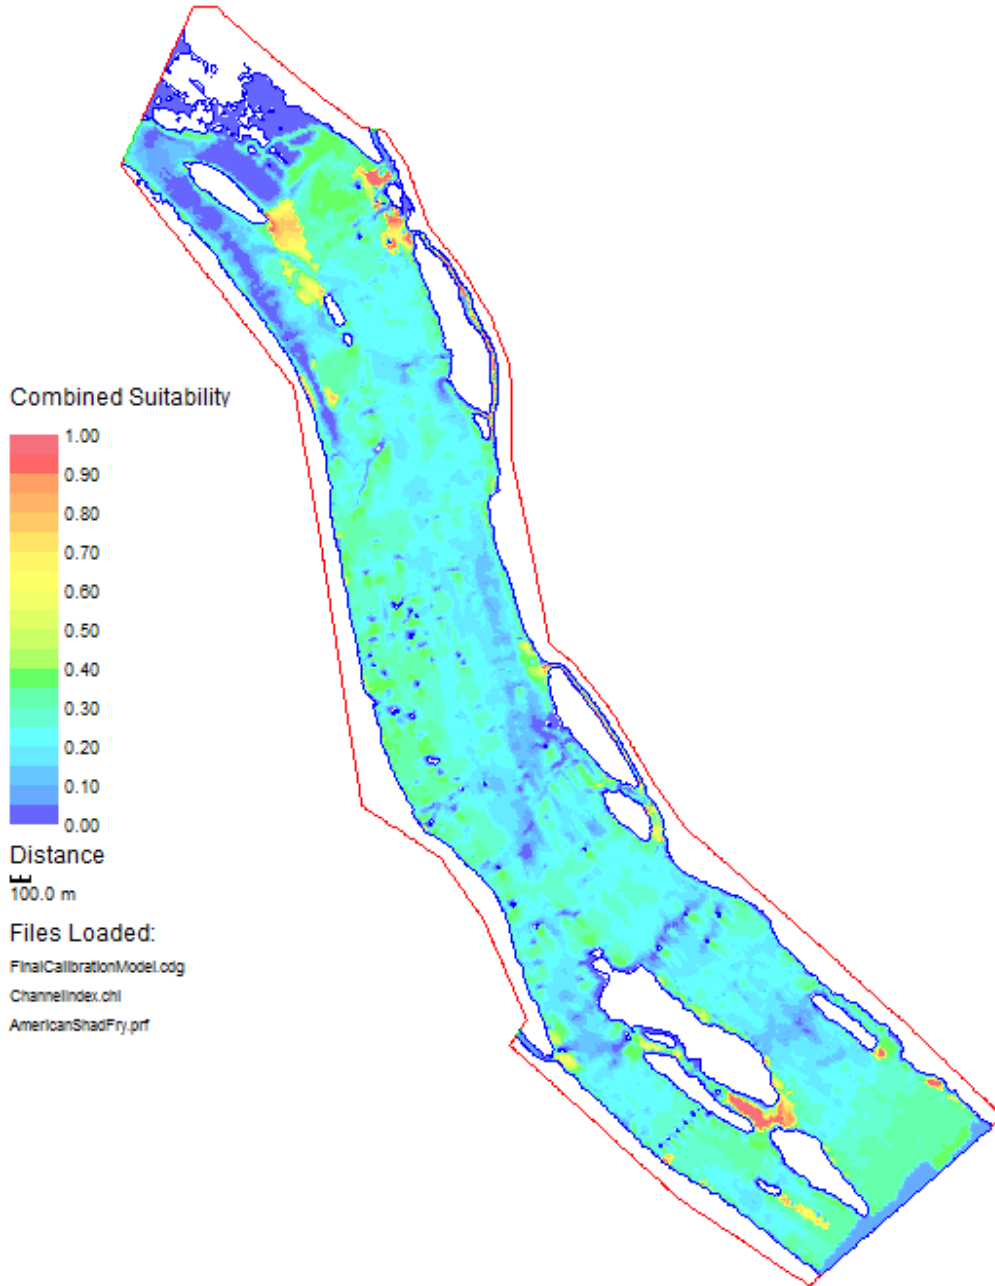 Combined Suitability
1.00
0.90
0.80
0.70
0.60
0.50
0.40
0.30
0.20
0.10
0.00
Distance
100.0 m
Files Loaded:
FinalCalibrationModel.cdg
ChannelIndex.chi
AmericanShadFry.prf